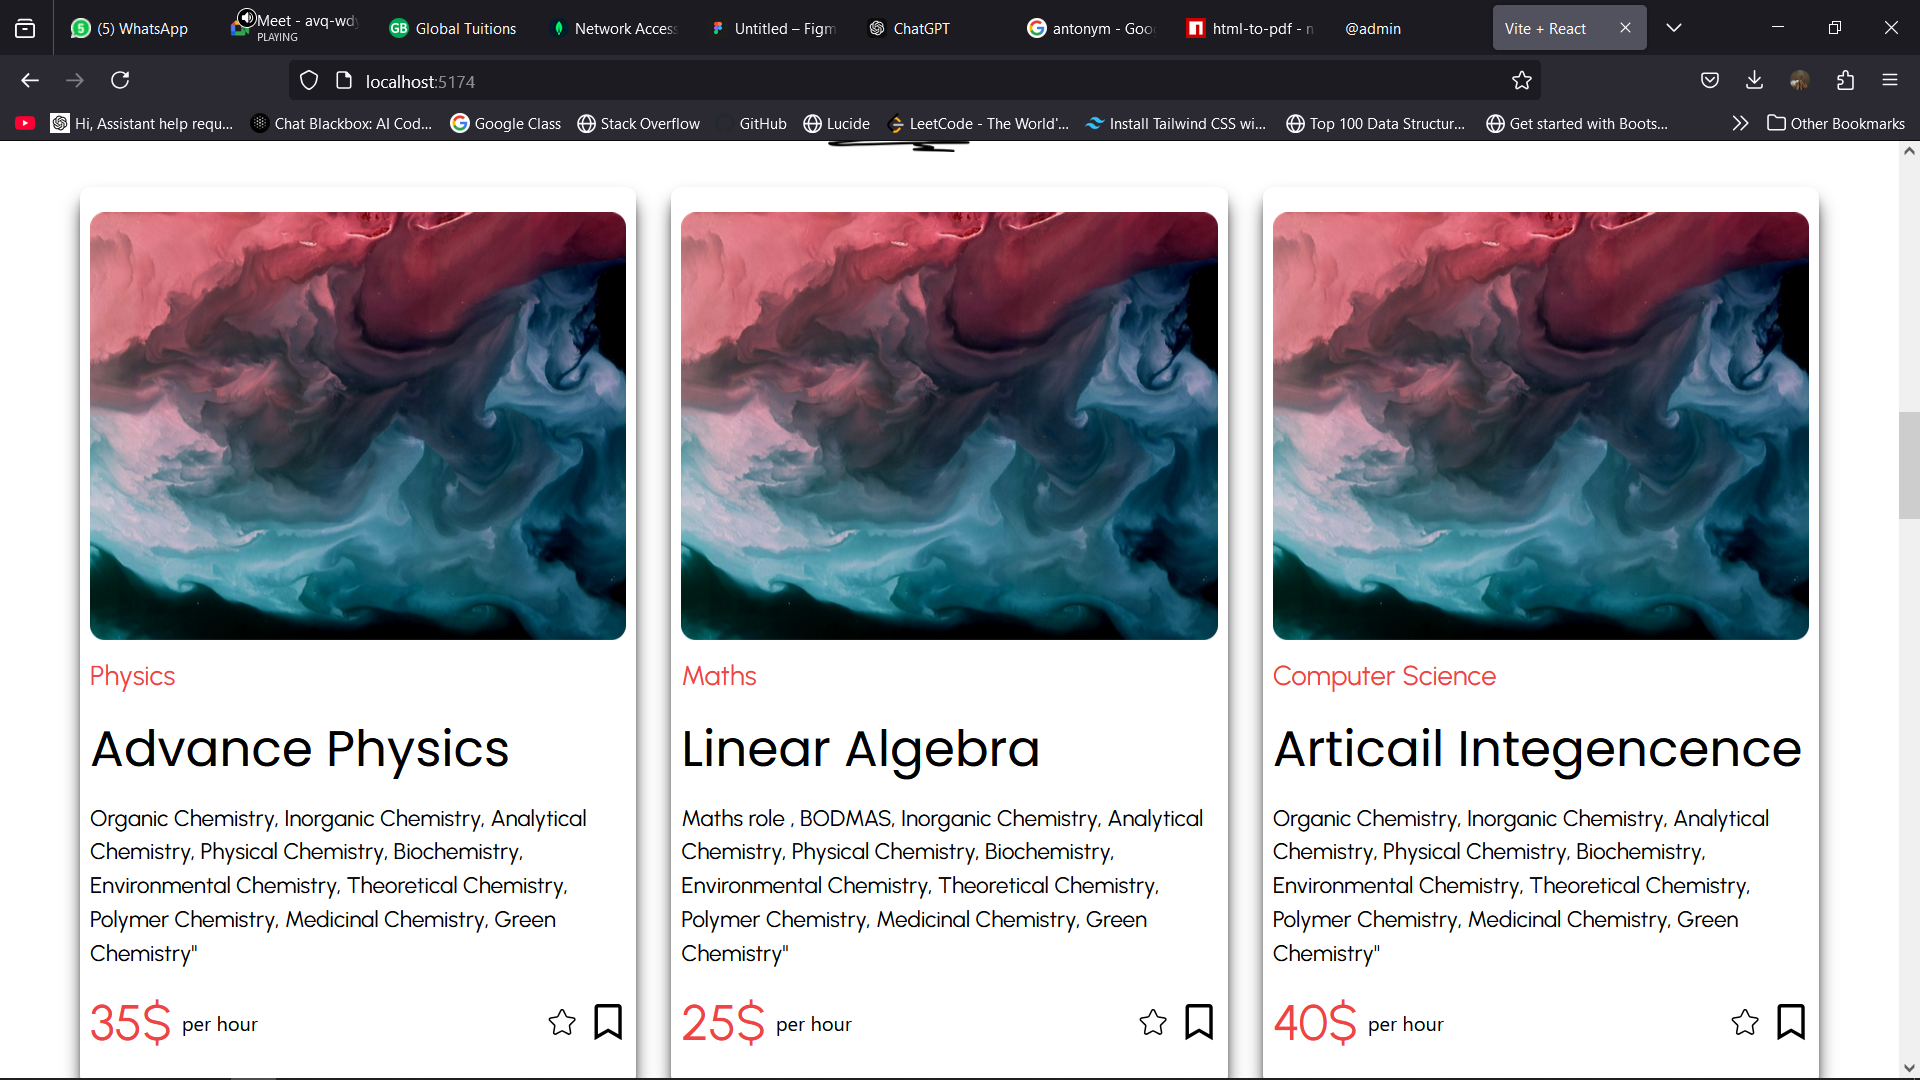 (5) WhatsApp
Meet - avq-wdy
PLAYING
Global Tuitions
Network Access
Untitled – Figm
ChatGPT
antonym - Goo
html-to-pdf - n
@admin
Vite + React
localhost:5174
Hi, Assistant help requ...
Chat Blackbox: AI Cod...
Google Class
Stack Overflow
GitHub
Lucide
LeetCode - The World'...
Install Tailwind CSS wi...
Top 100 Data Structur...
Get started with Boots...
Other Bookmarks
Physics
Advance Physics
Organic Chemistry, Inorganic Chemistry, Analytical
Chemistry, Physical Chemistry, Biochemistry,
Environmental Chemistry, Theoretical Chemistry,
Polymer Chemistry, Medicinal Chemistry, Green
Chemistry"
35$ per hour
Maths
Linear Algebra
Maths role , BODMAS, Inorganic Chemistry, Analytical
Chemistry, Physical Chemistry, Biochemistry,
Environmental Chemistry, Theoretical Chemistry,
Polymer Chemistry, Medicinal Chemistry, Green
Chemistry"
25$ per hour
Computer Science
Articail Integencence
Organic Chemistry, Inorganic Chemistry, Analytical
Chemistry, Physical Chemistry, Biochemistry,
Environmental Chemistry, Theoretical Chemistry,
Polymer Chemistry, Medicinal Chemistry, Green
Chemistry"
40$ per hour